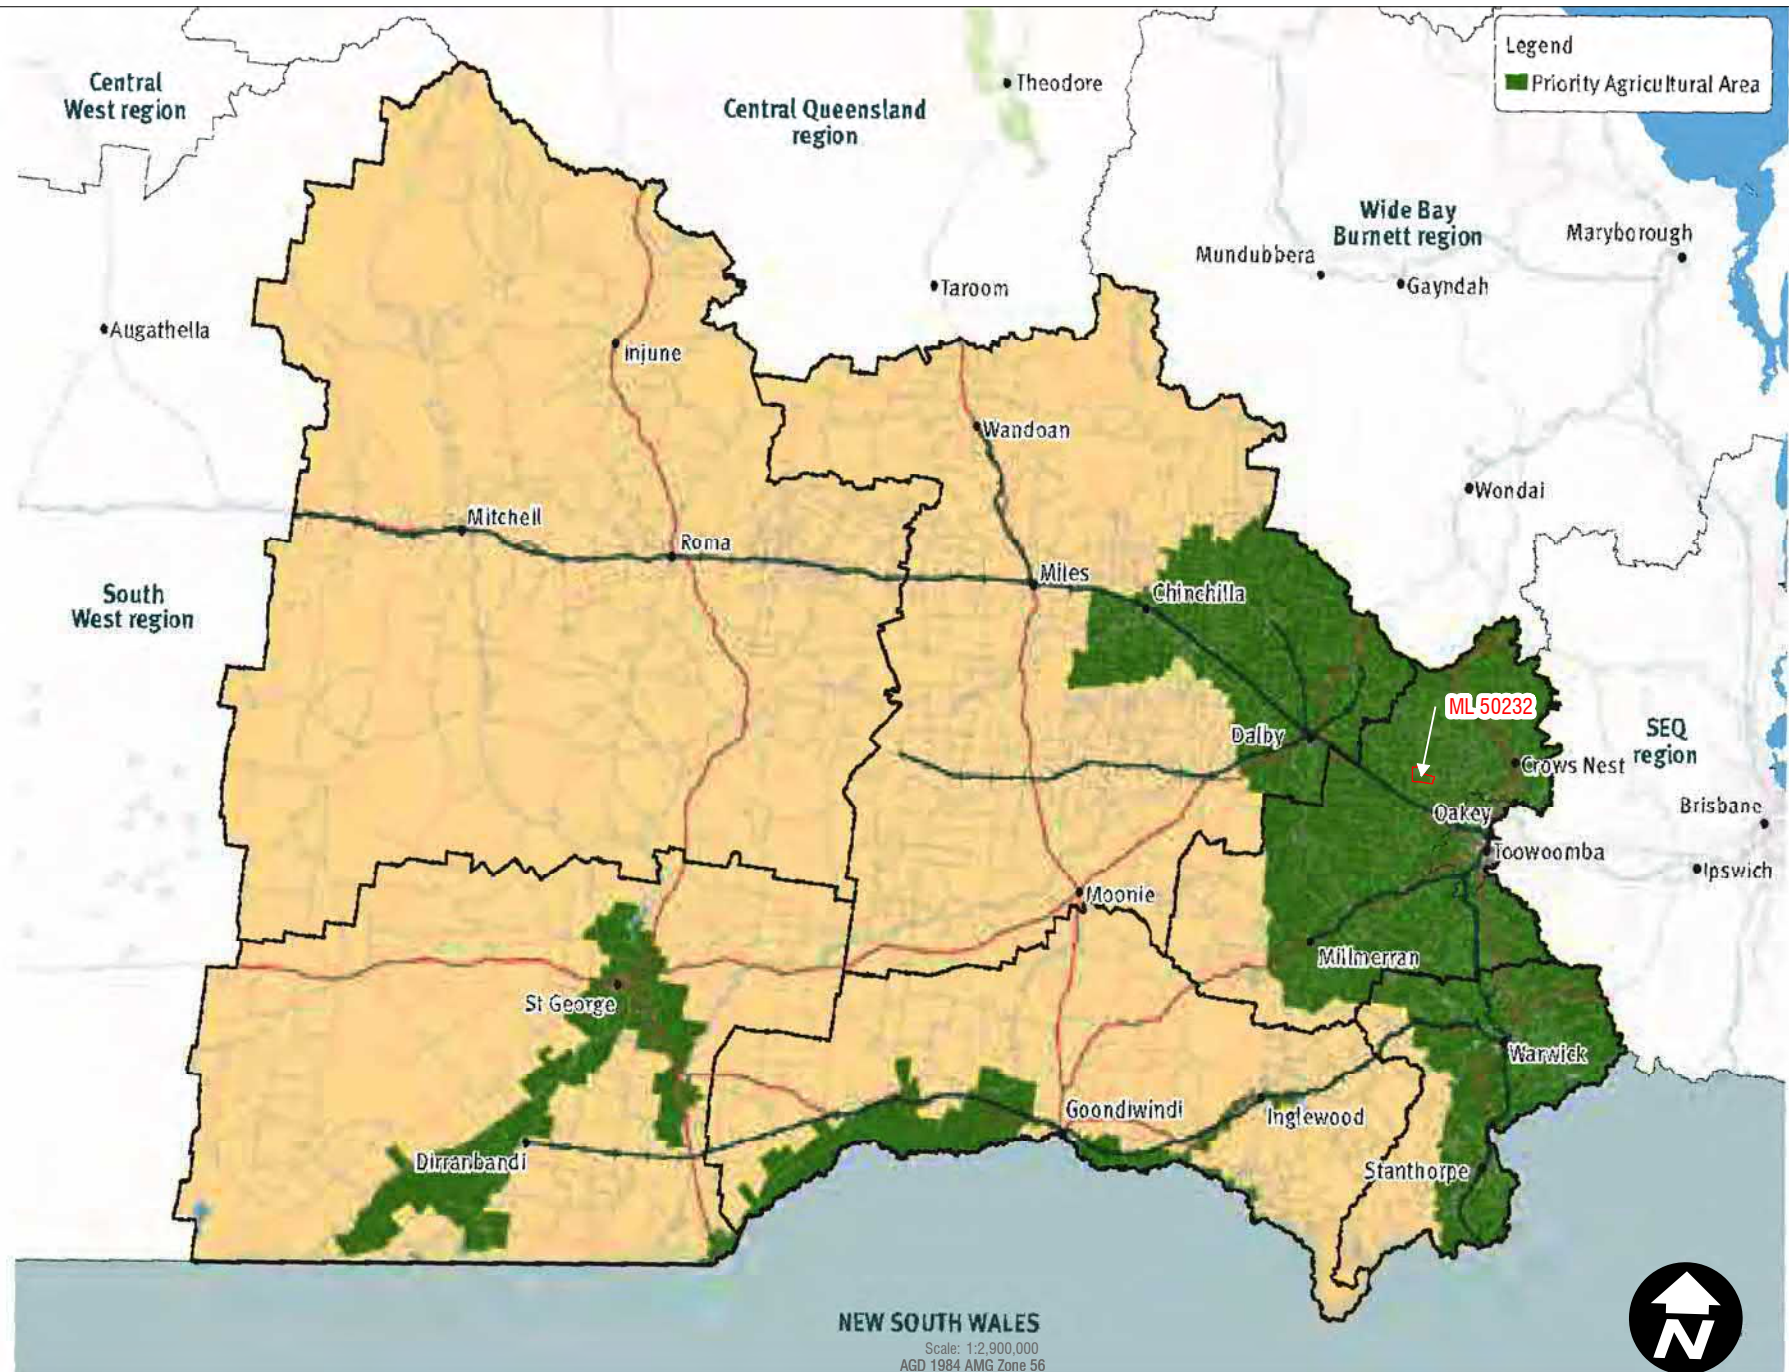 Legend
Priority Agricultural Area
Central
West region
Central Queensland
region
Theodore
Wide Bay
Burnett region
Maryborough
Mundubbera
Gayndah
Taroom
Augathella
Injune
Wandoan
Wondai
Mitchell
Roma
Miles
Chinchilla
South
West region
ML 50232
SEQ
region
Dalby
Crows Nest
Oakey
Brisbane
Toowoomba
Ipswich
Moonie
Millmerran
St George
Warwick
Goondiwindi
Inglewood
Dirranbandi
Stanthorpe
NEW SOUTH WALES
Scale: 1:2,900,000
AGD 1984 AMG Zone 56
N